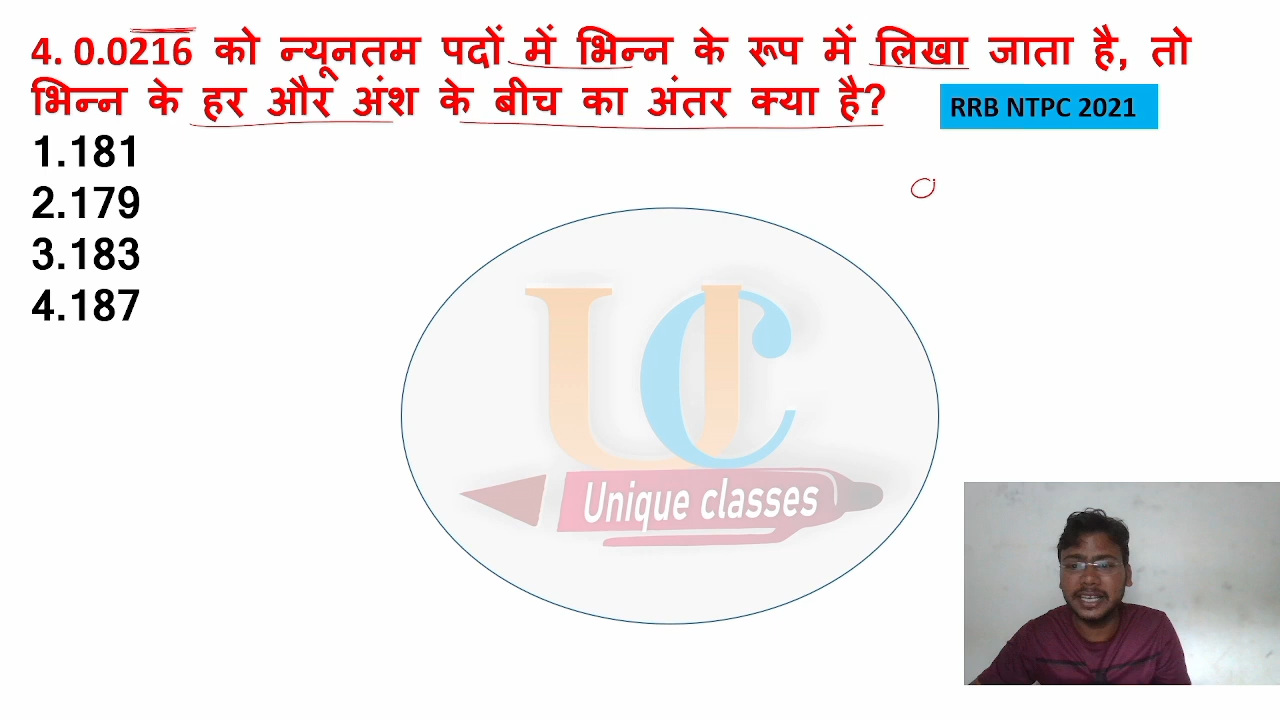 4. 0.0216 को न्यूनतम पदों में भिन्न के रूप में लिखा जाता है, तो
भिन्न के हर और अंश के बीच का अंतर क्या है?
RRB NTPC 2021
1.181
2.179
3.183
4.187
UC
Unique classes